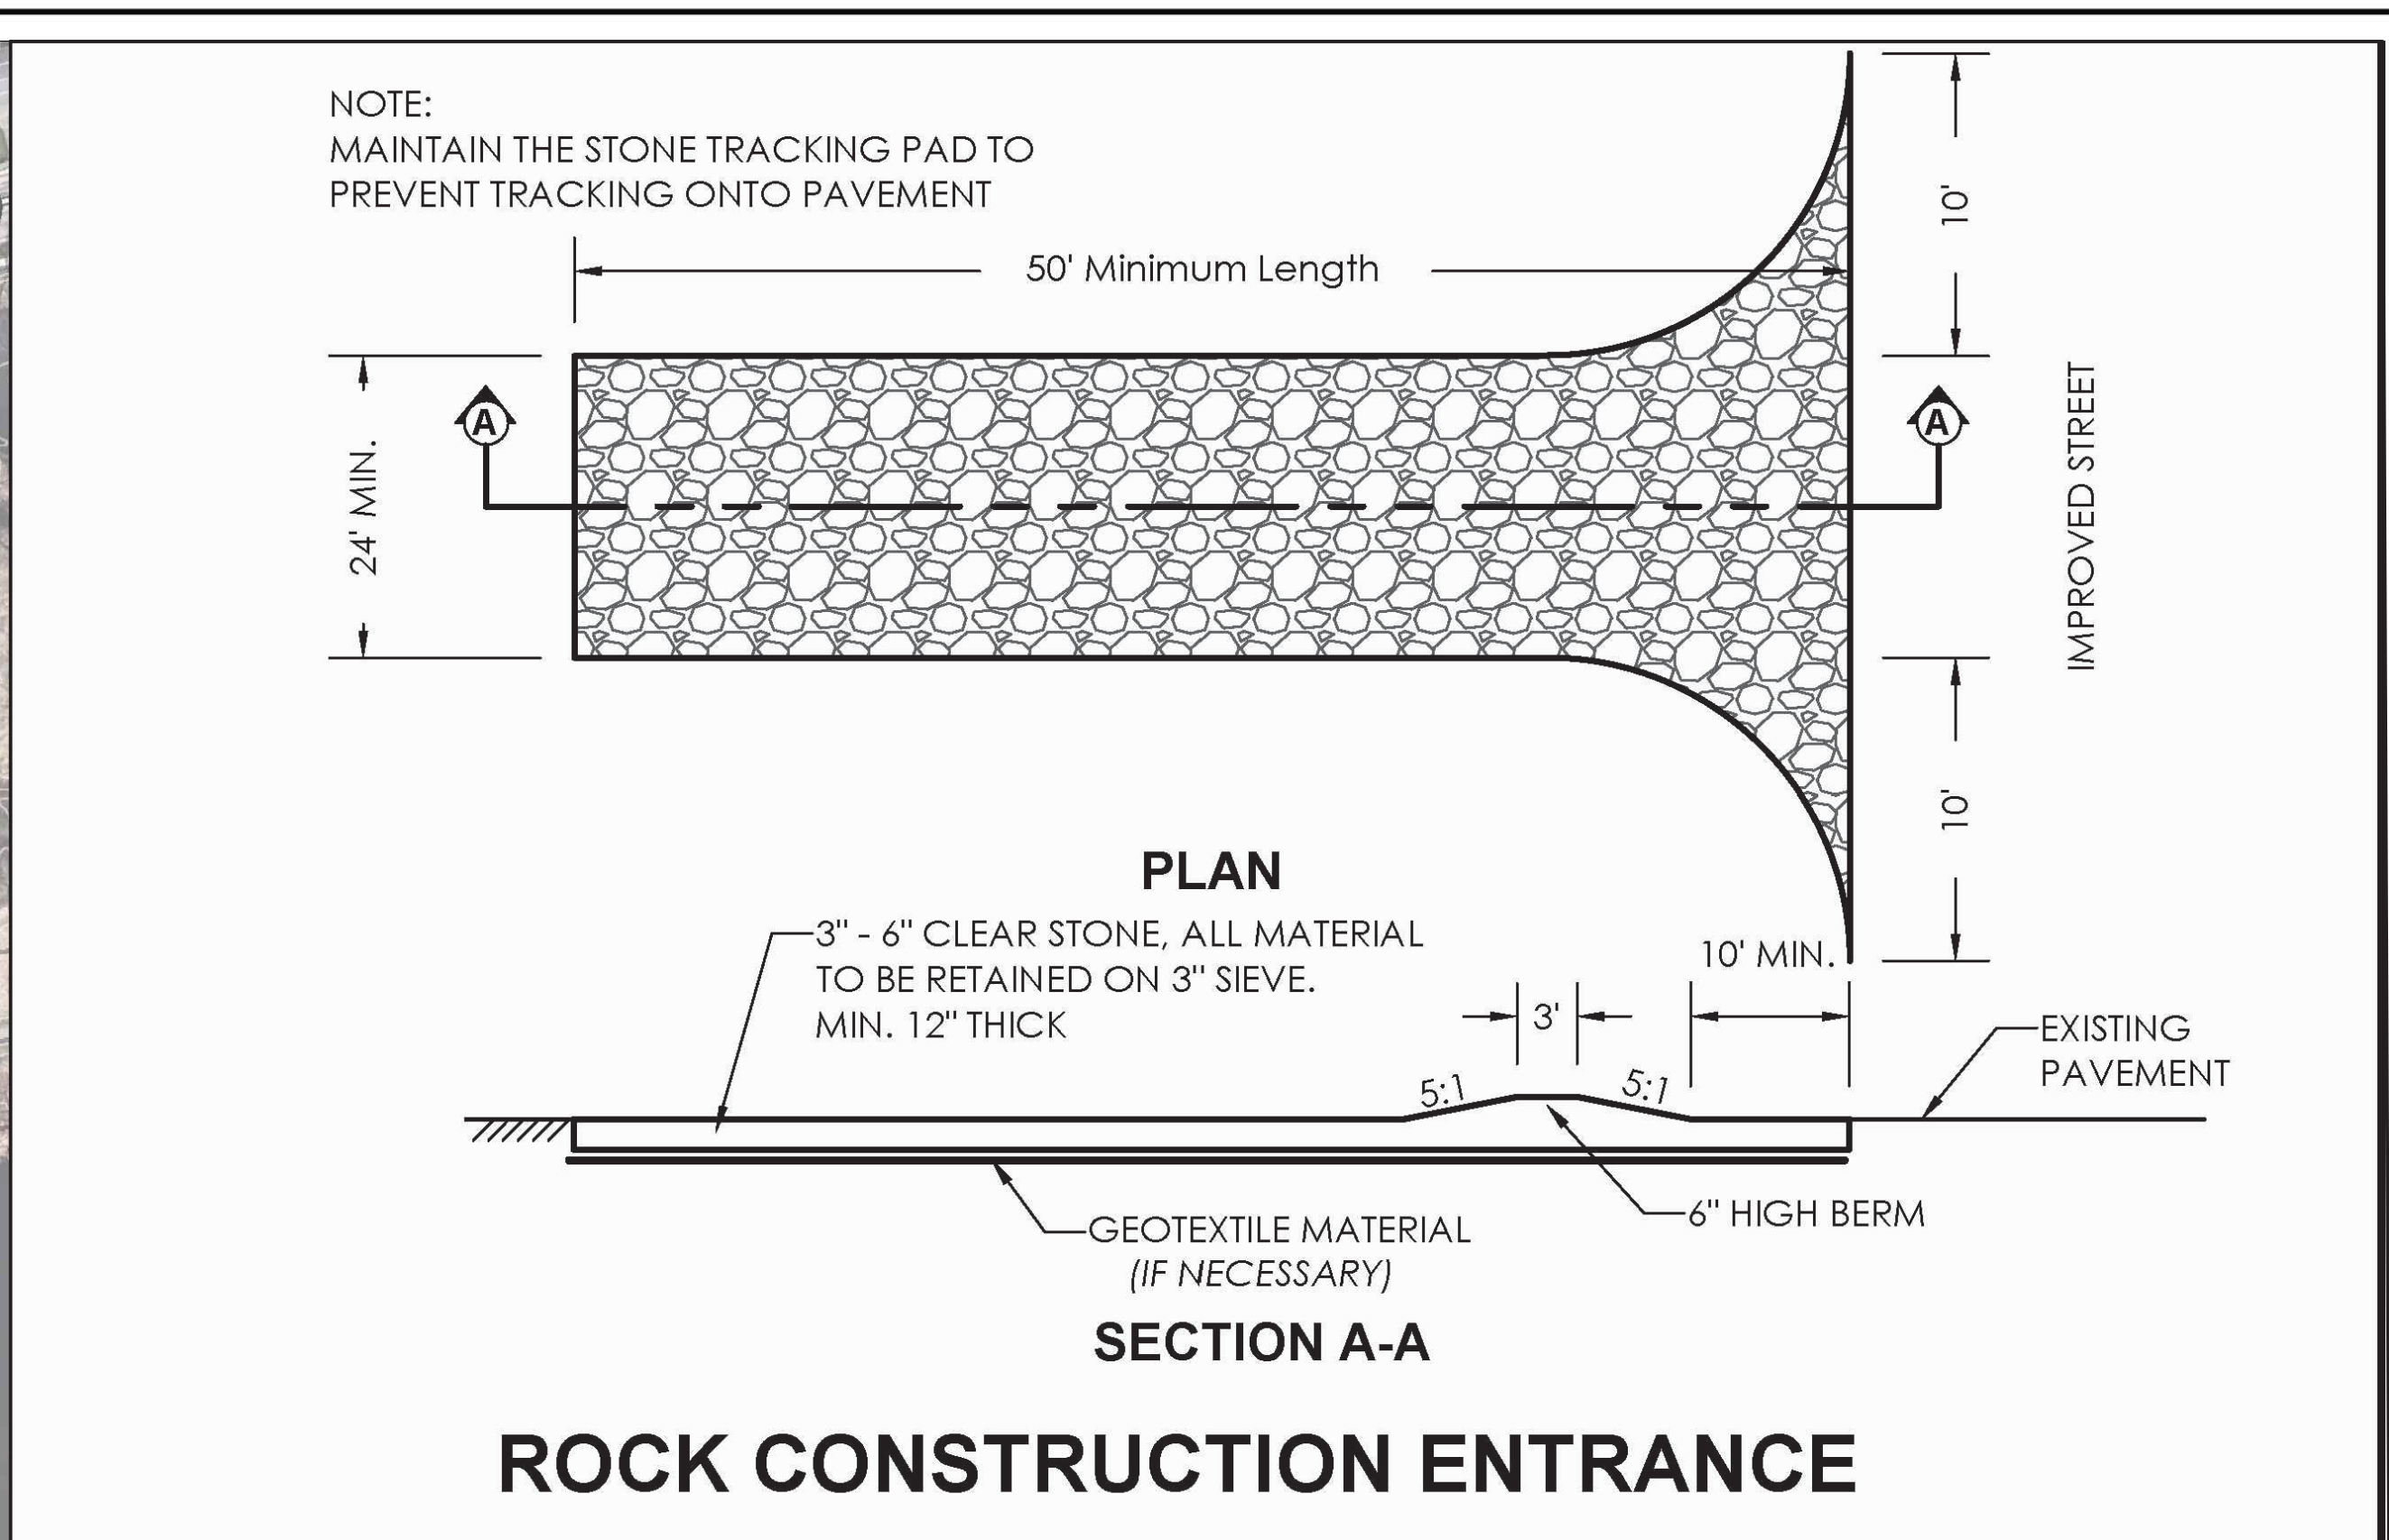 NOTE:
MAINTAIN THE STONE TRACKING PAD TO
PREVENT TRACKING ONTO PAVEMENT
50' Minimum Length
10'
24' MIN.
A
A
IMPROVED STREET
10'
PLAN
3" - 6" CLEAR STONE, ALL MATERIAL
TO BE RETAINED ON 3" SIEVE.
MIN. 12" THICK
10' MIN.
3'
5:1
5:1
EXISTING
PAVEMENT
6" HIGH BERM
GEOTEXTILE MATERIAL
(IF NECESSARY)
SECTION A-A
ROCK CONSTRUCTION ENTRANCE